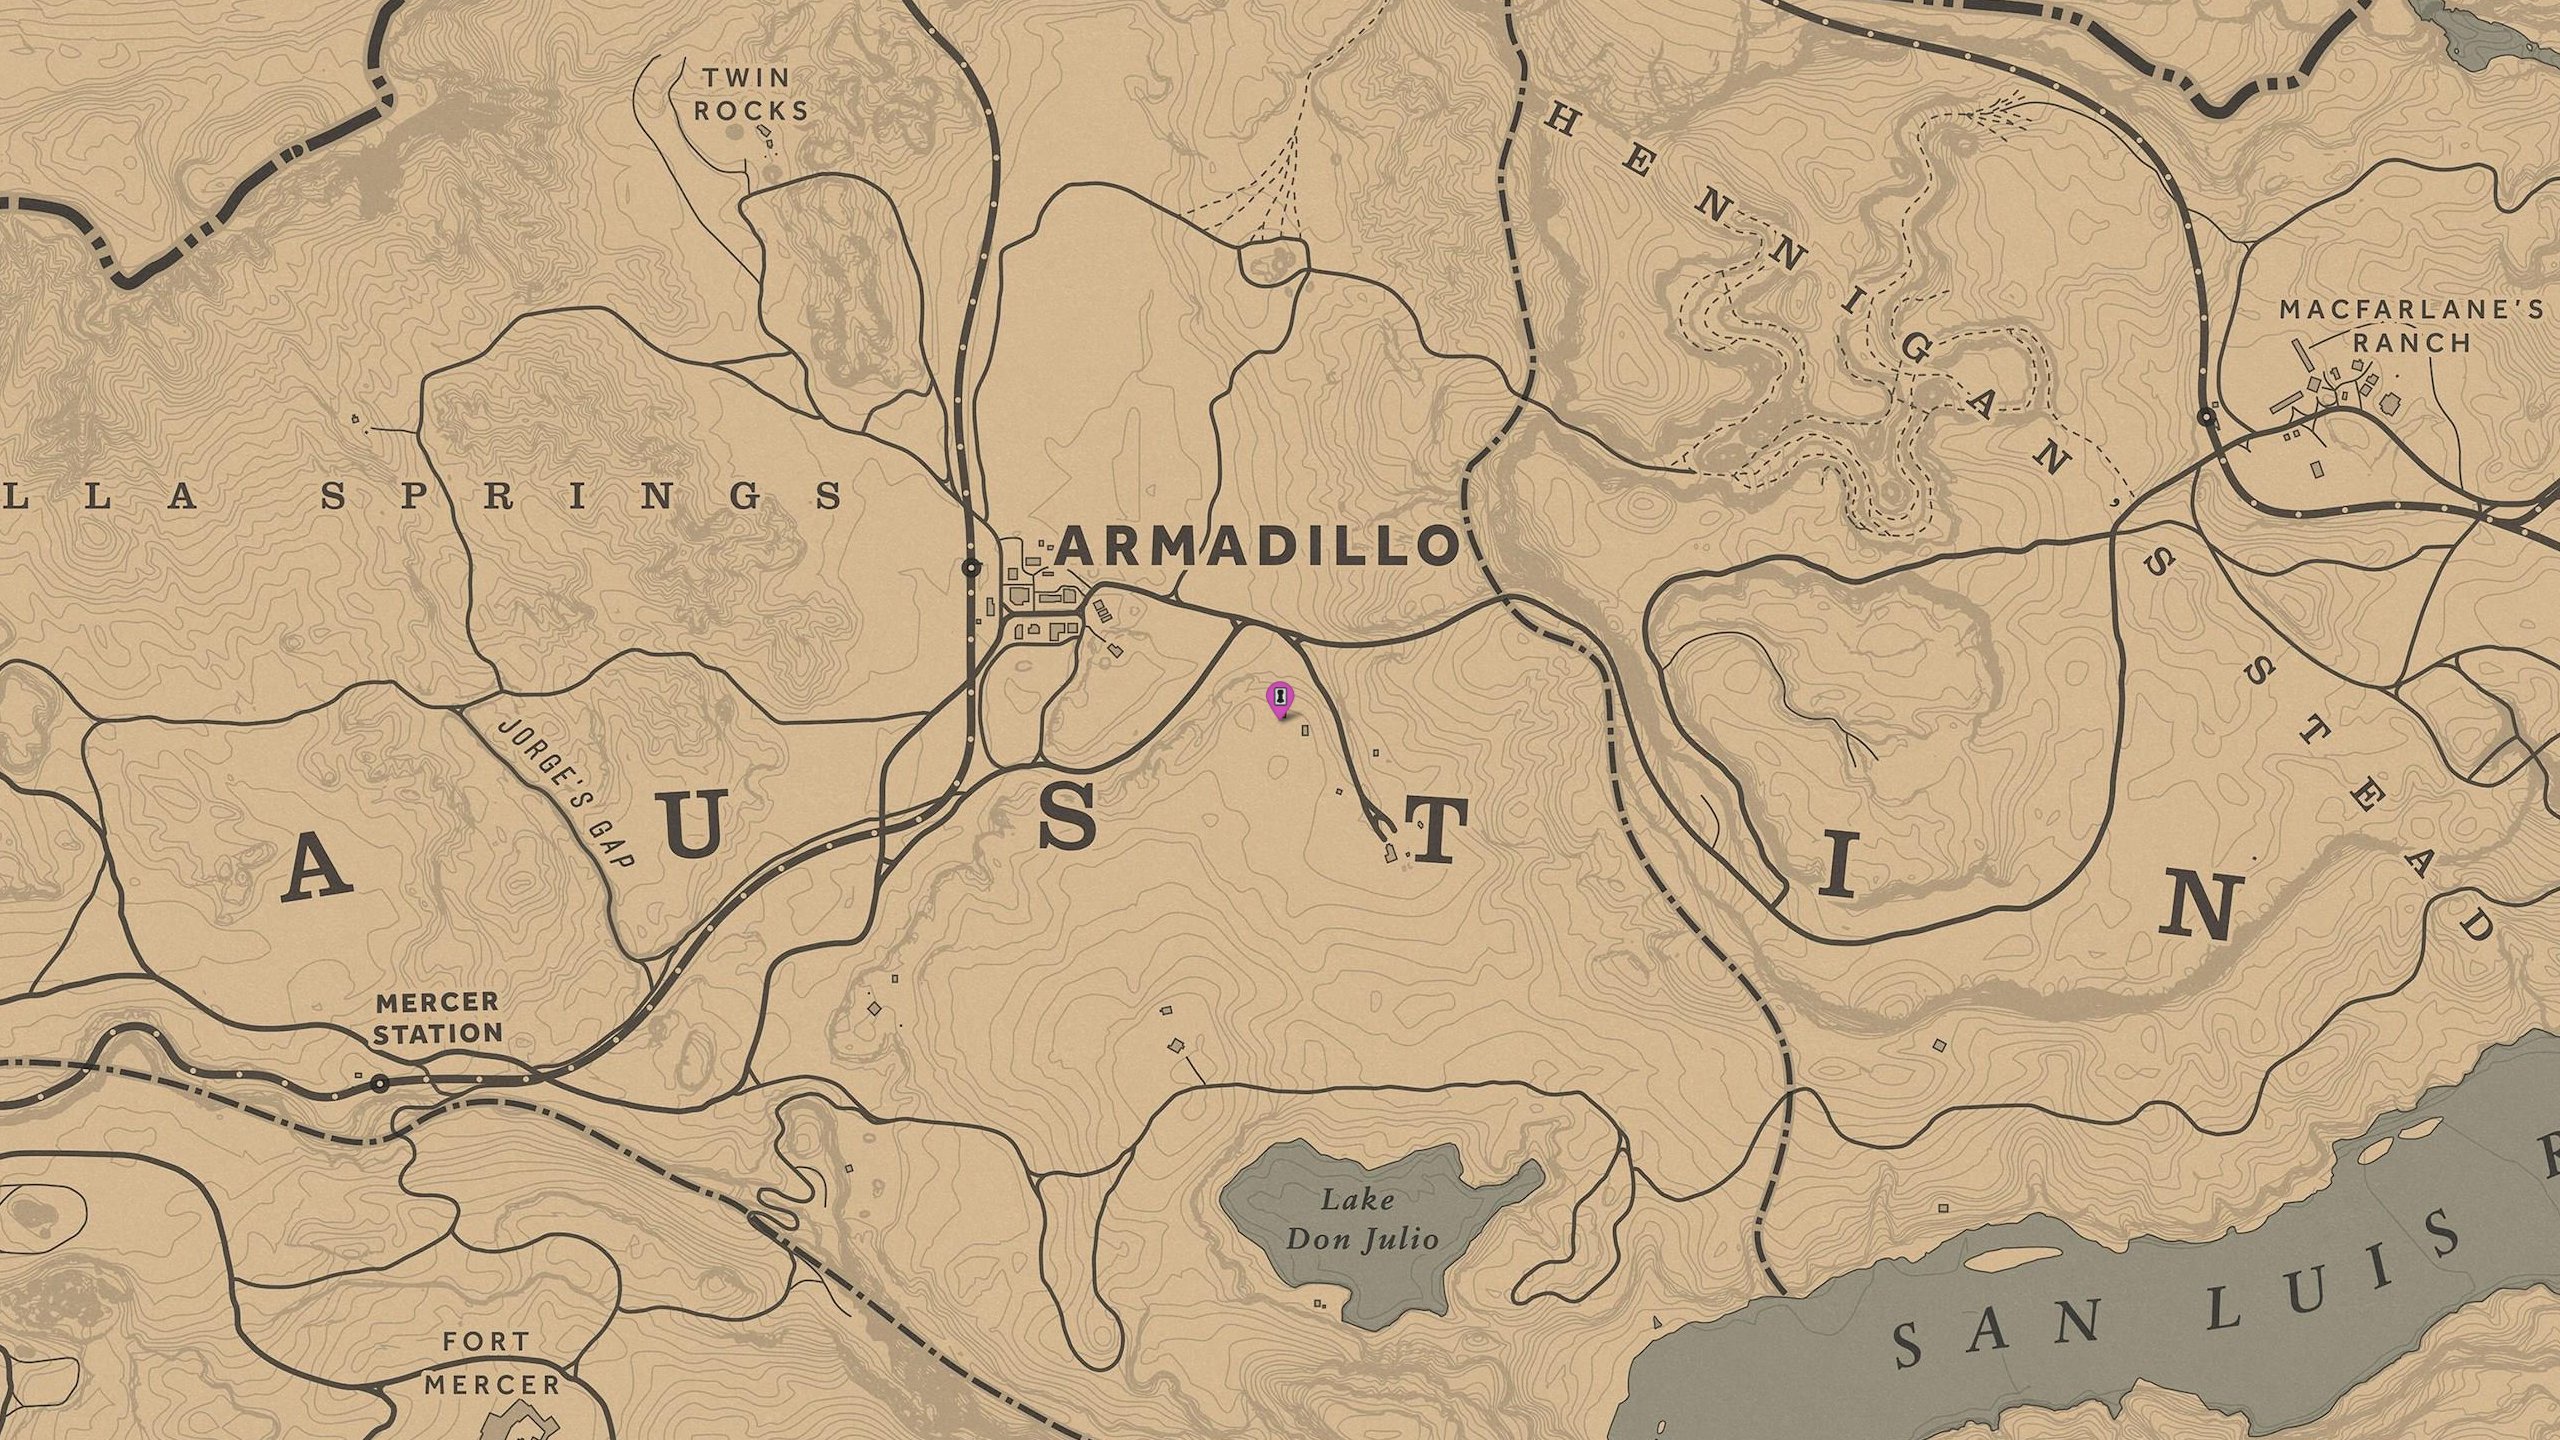 TWIN
ROCKS
HENNIGAN'S STEAD
MACFARLANE'S
RANCH
LLA SPRINGS
ARMADILLO
JORGE'S GAP
AUSTIN
MERCER
STATION
Lake
Don Julio
SAN LUIS R
FORT
MERCER